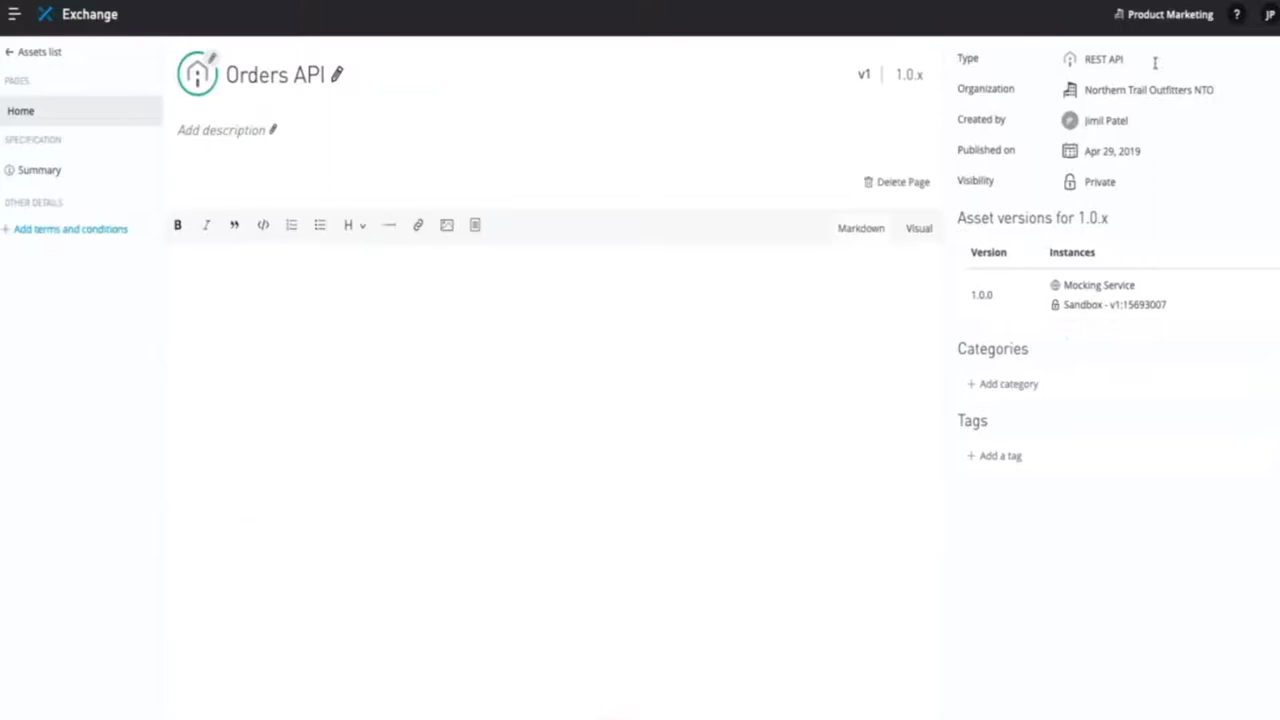 Exchange
Product Marketing
?
JP
Assets list
PAGES
Home
SPECIFICATION
Summary
OTHER DETAILS
+ Add terms and conditions
Orders API
v1 | 1.0.x
Add description
Delete Page
B I ” </> H
Markdown Visual
Type REST API
Organization Northern Trail Outfitters NTO
Created by Jimil Patel
Published on Apr 29, 2019
Visibility Private
Asset versions for 1.0.x
Version Instances
1.0.0 Mocking Service
Sandbox - v1:15693007
Categories
+ Add category
Tags
+ Add a tag